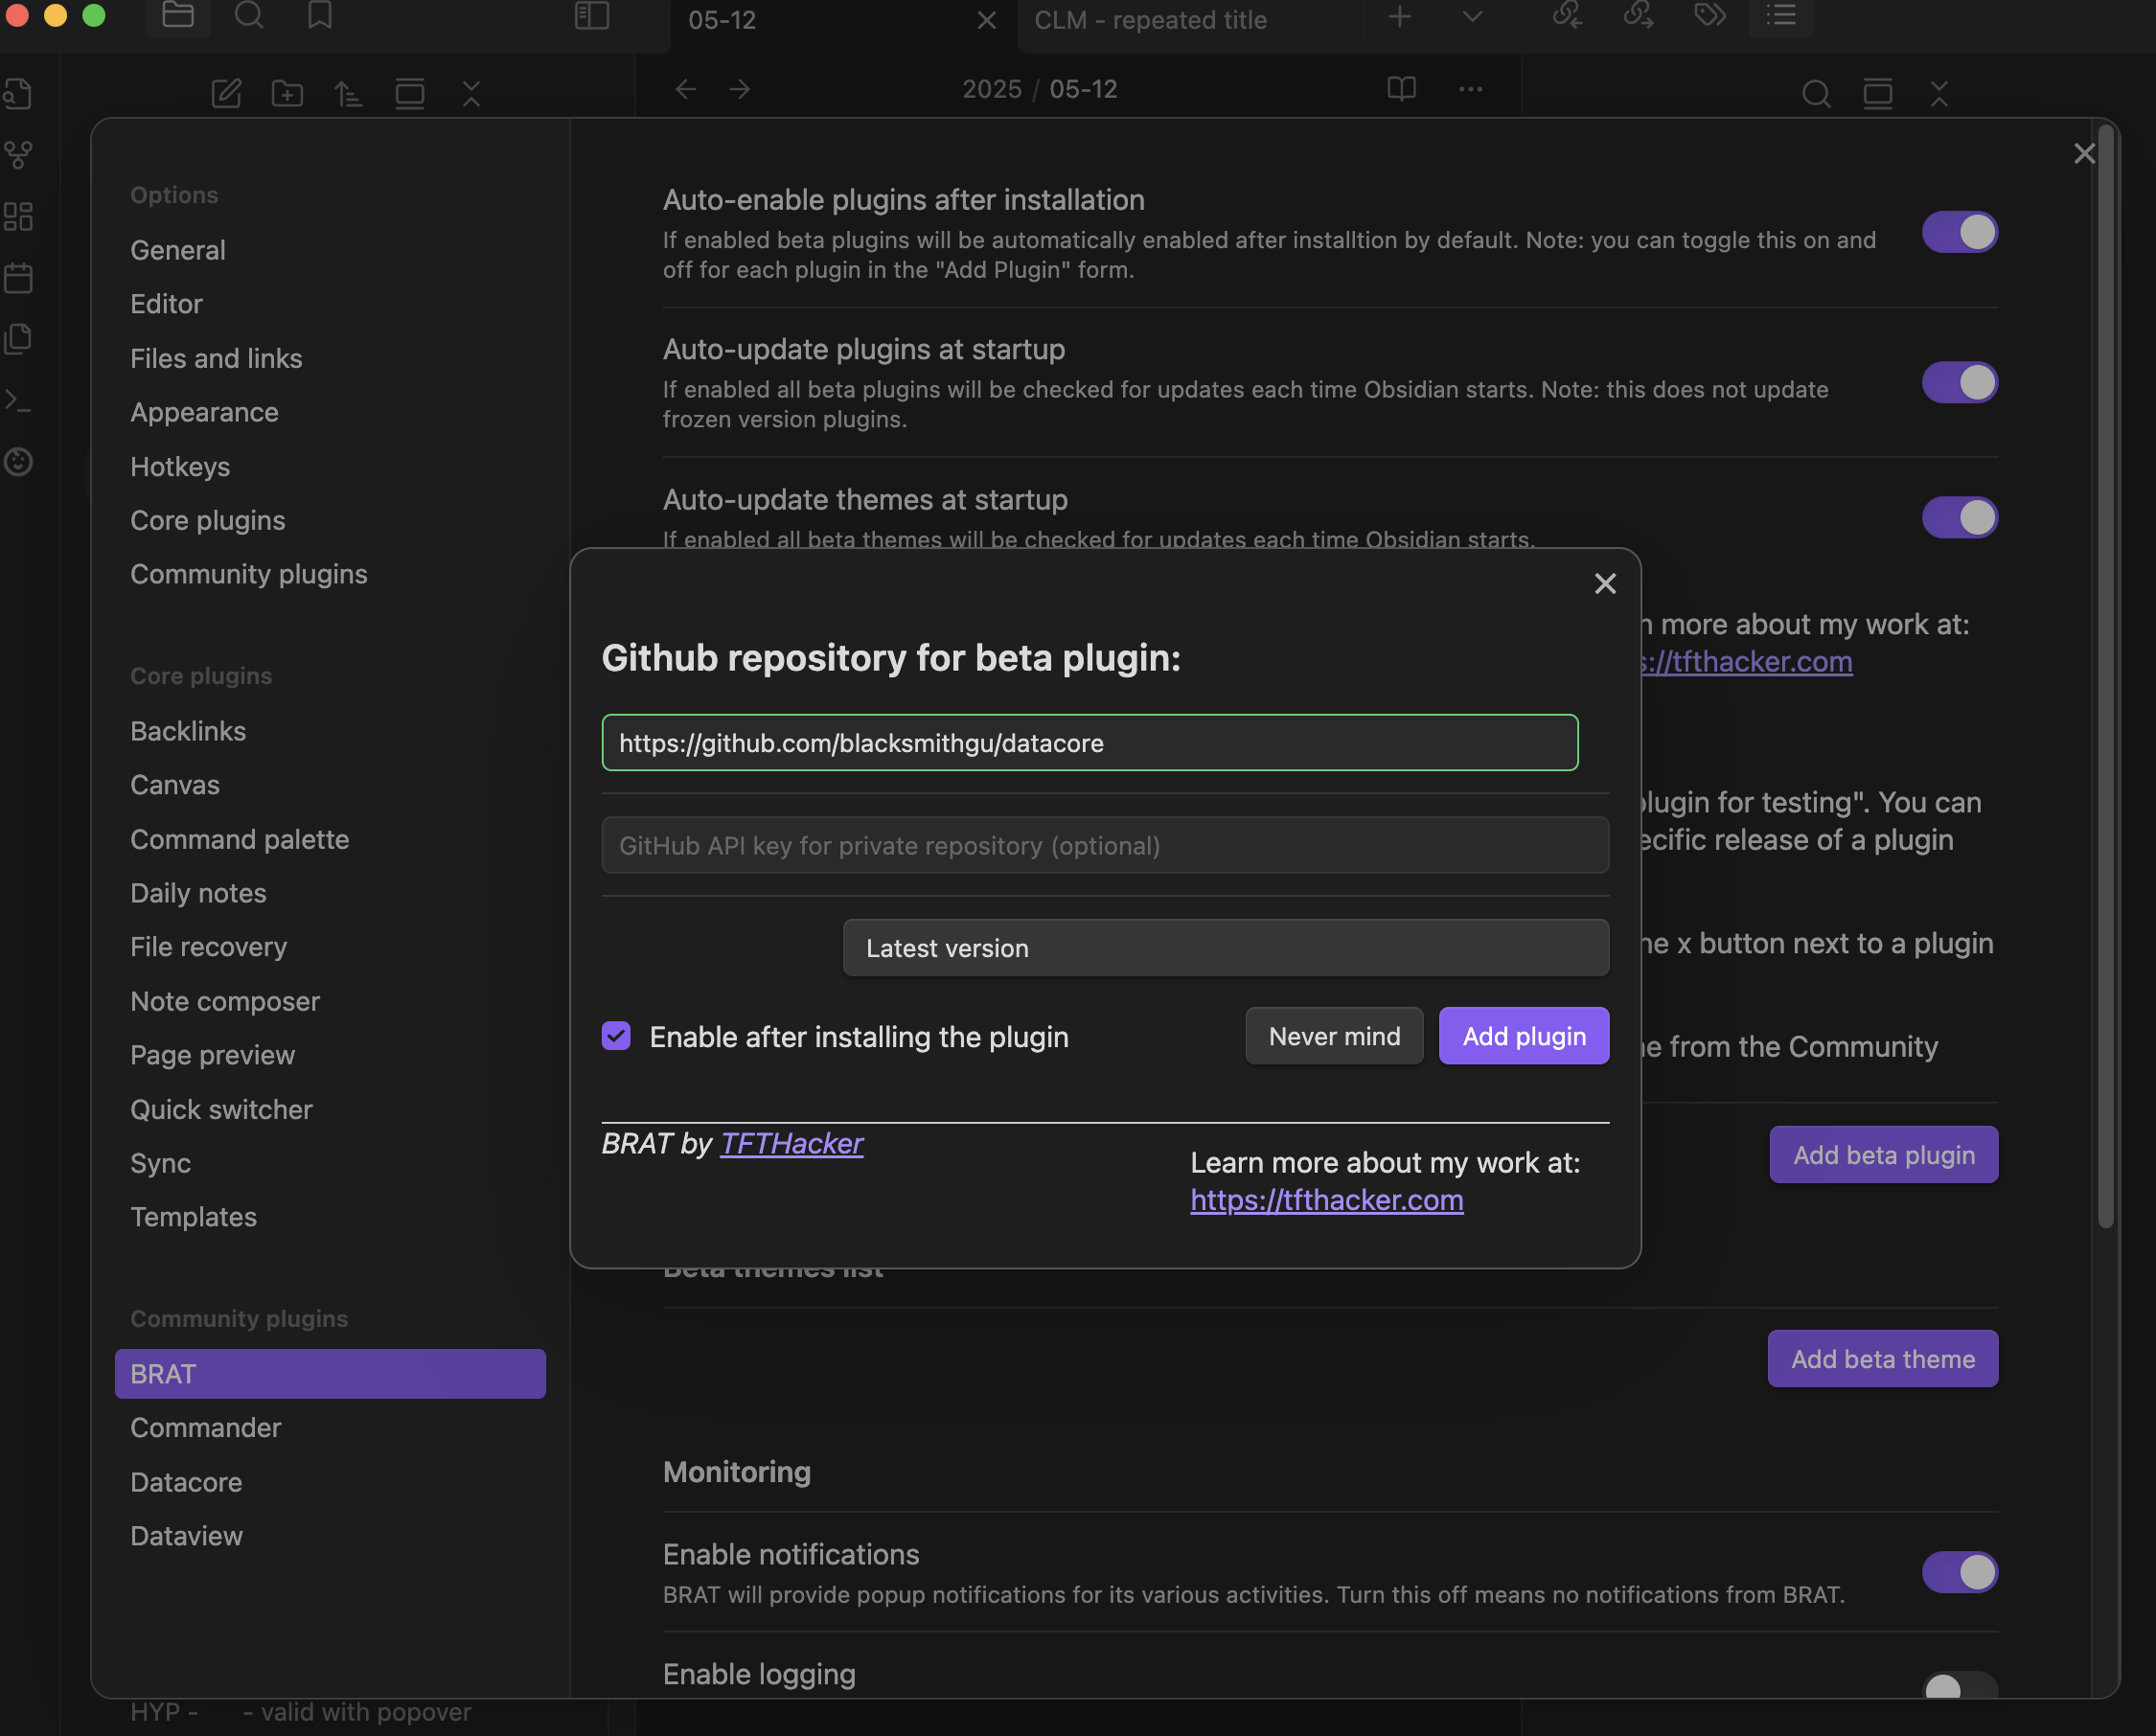 05-12
CLM - repeated title
2025 / 05-12
Options
General
Editor
Files and links
Appearance
Hotkeys
Core plugins
Community plugins
Core plugins
Backlinks
Canvas
Command palette
Daily notes
File recovery
Note composer
Page preview
Quick switcher
Sync
Templates
Community plugins
BRAT
Commander
Datacore
Dataview
HYP - - valid with popover
Auto-enable plugins after installation
If enabled beta plugins will be automatically enabled after installtion by default. Note: you can toggle this on and
off for each plugin in the "Add Plugin" form.
Auto-update plugins at startup
If enabled all beta plugins will be checked for updates each time Obsidian starts. Note: this does not update
frozen version plugins.
Auto-update themes at startup
If enabled all beta themes will be checked for updates each time Obsidian starts.
more about my work at:
://tfthacker.com
plugin for testing". You can
release of a plugin
x button next to a plugin
from the Community
Add beta plugin
Beta themes list
Add beta theme
Monitoring
Enable notifications
BRAT will provide popup notifications for its various activities. Turn this off means no notifications from BRAT.
Enable logging
Github repository for beta plugin:
https://github.com/blacksmithgu/datacore
GitHub API key for private repository (optional)
Latest version
Enable after installing the plugin
Never mind
Add plugin
BRAT by TFTHacker
Learn more about my work at:
https://tfthacker.com